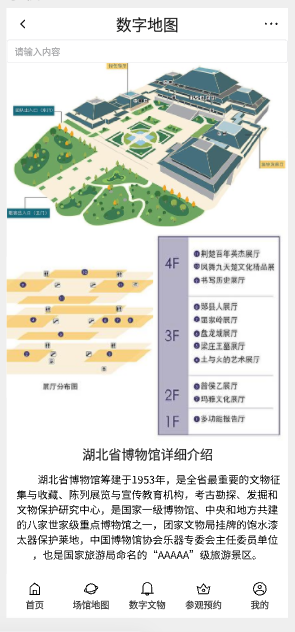 数字地图
请输入内容
4F
荆楚百年英杰展厅
凤舞九天楚文化精品展
书写历史展厅
3F
郧县人展厅
屈家岭展厅
盘龙城展厅
梁庄王墓展厅
土与火的艺术展厅
2F
曾侯乙展厅
玛雅文化展厅
1F
多功能报告厅
展厅分布图
湖北省博物馆详细介绍
湖北省博物馆筹建于1953年，是全省最重要的文物征
集与收藏、陈列展览与宣传教育机构，考古勘探、发掘和
文物保护研究中心，是国家一级博物馆、中央和地方共建
的八家世家级重点博物馆之一，团家文物局挂牌的饱水漆
太器保护莱地，中国博物馆协会乐器专委会主任委员单位
，也是国家旅游局命名的“AAAAA”级旅游景区。
首页
场馆地图
数字文物
参观预约
我的